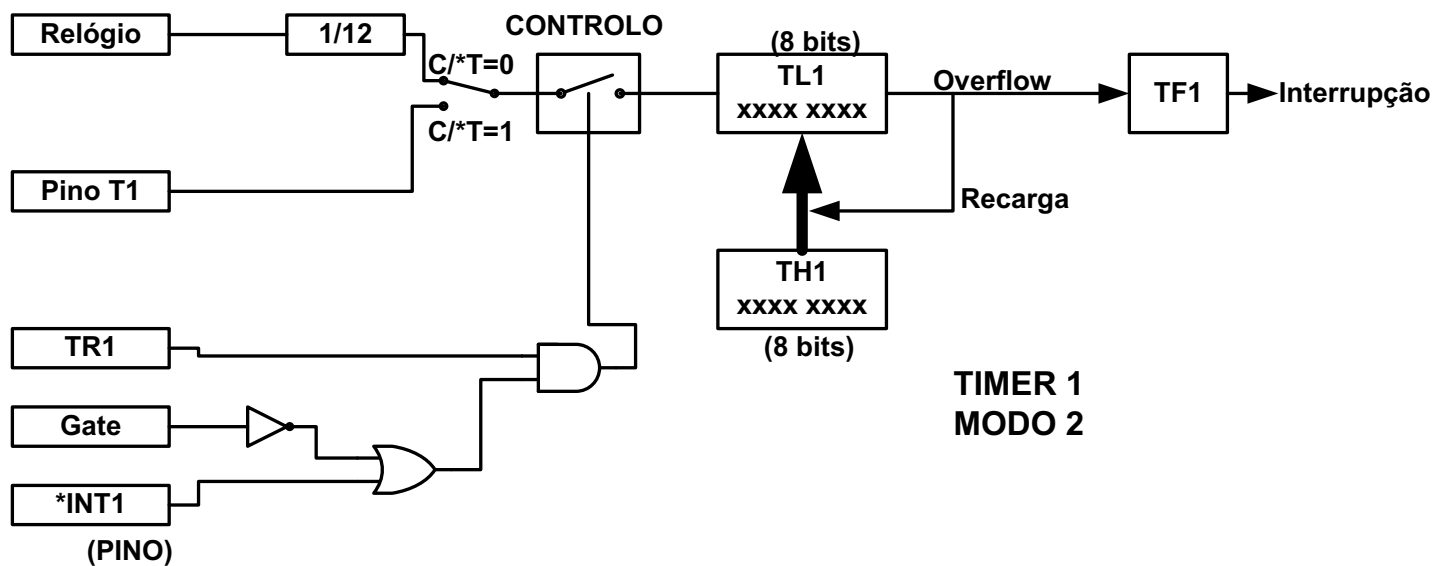 Relógio
1/12
CONTROLO
C/*T=0
C/*T=1
Pino T1
(8 bits)
TL1
xxxx xxxx
Overflow
TF1
Interrupção
Recarga
TH1
xxxx xxxx
(8 bits)
TR1
Gate
*INT1
(PINO)
TIMER 1
MODO 2